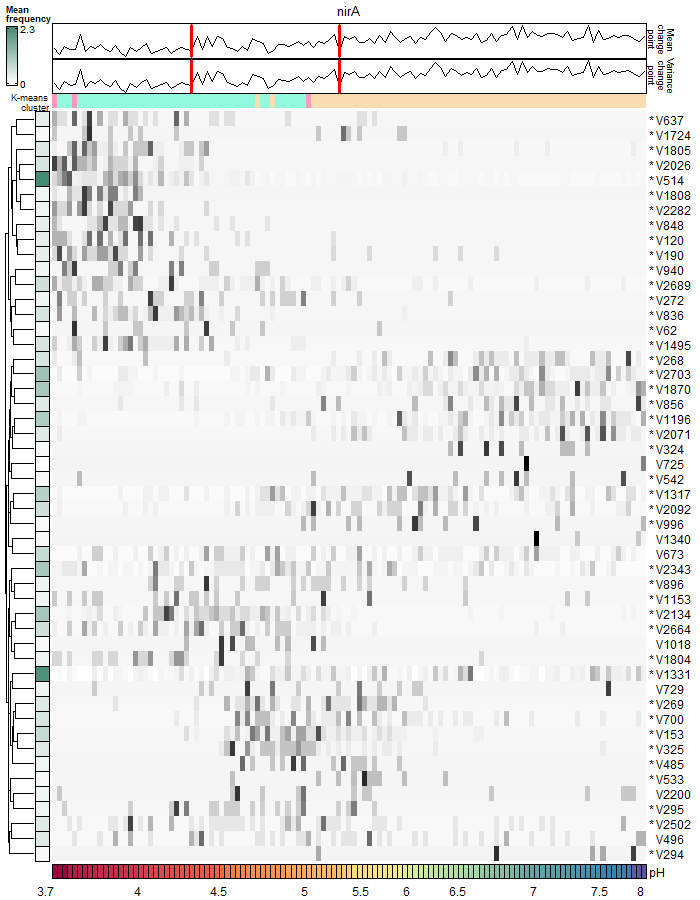 nirA
Mean
frequency
2.3
0
Mean
change
point
Variance
change
point
K-means
cluster
* V637
* V1724
* V1805
* V2026
* V514
* V1808
* V2282
* V848
* V120
* V190
* V940
* V2689
* V272
* V836
* V62
* V1495
* V268
* V2703
* V1870
* V856
* V1196
* V2071
* V324
V725
* V542
* V1317
* V2092
* V996
V1340
V673
* V2343
* V896
* V1153
* V2134
* V2664
V1018
* V1804
* V1331
V729
* V269
* V700
* V153
* V325
* V485
* V533
V2200
* V295
* V2502
V496
* V294
pH
3.7 4 4.5 5 5.5 6 6.5 7 7.5 8